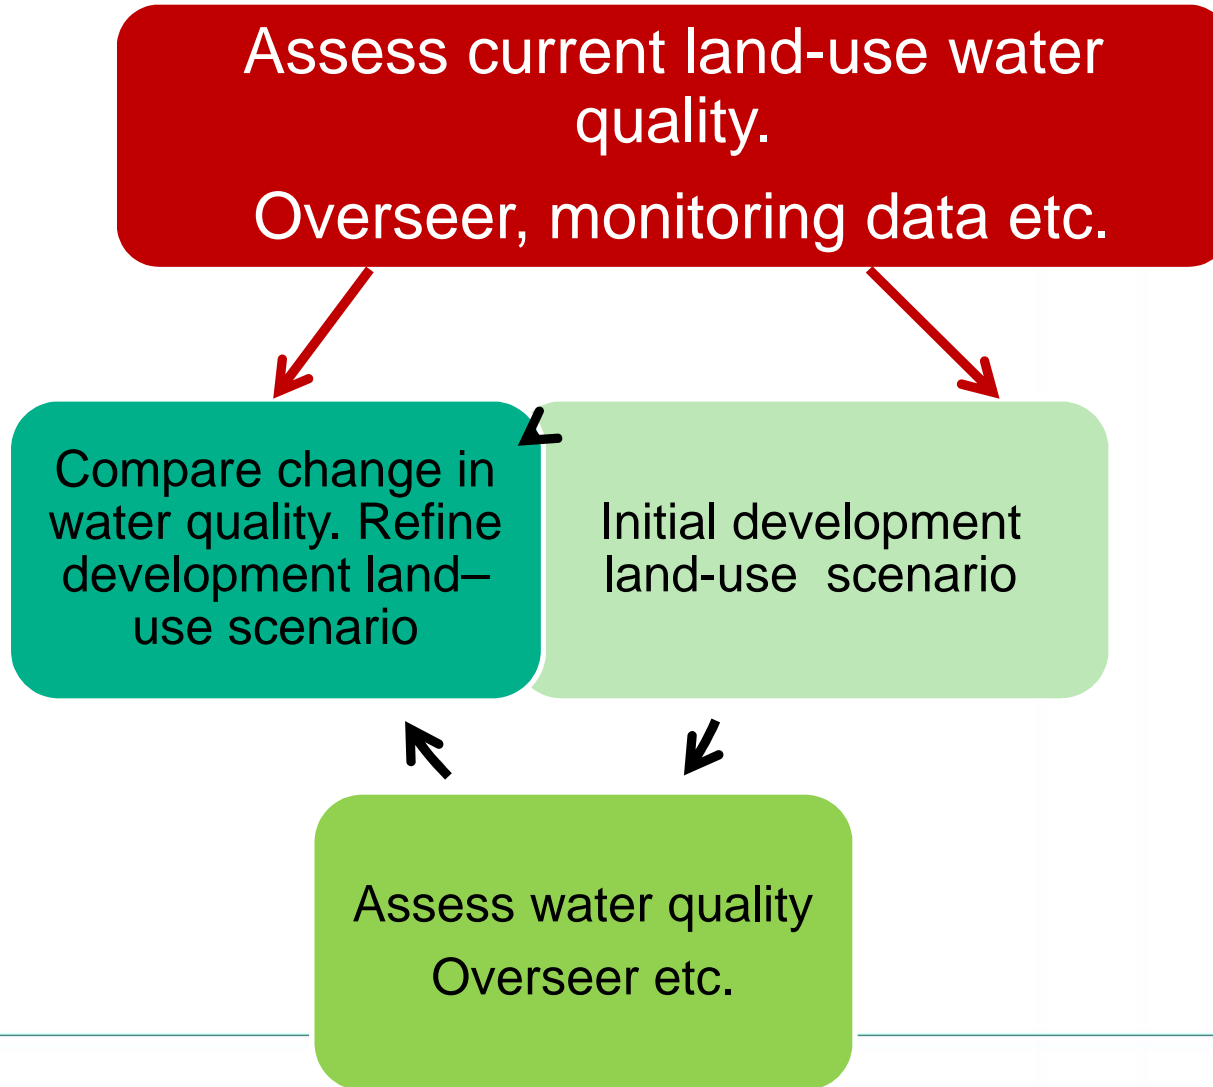 Assess current land-use water
quality.
Overseer, monitoring data etc.
Compare change in
water quality. Refine
development land–
use scenario
Initial development
land-use  scenario
Assess water quality
Overseer etc.